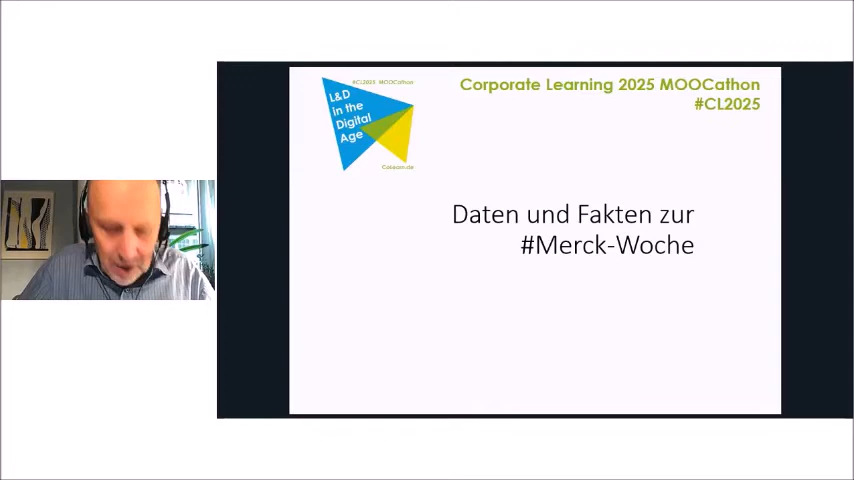 #CL2025 MOOCathon
L&D
in the
Digital
Age
CoLearn.de
Corporate Learning 2025 MOOCathon
#CL2025
Daten und Fakten zur
#Merck-Woche